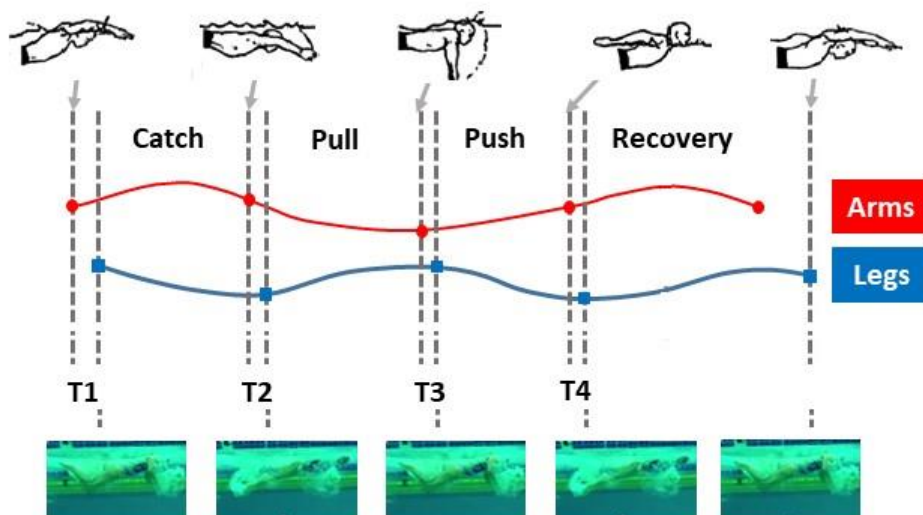 Catch
Pull
Push
Recovery
Arms
Legs
T1
T2
T3
T4